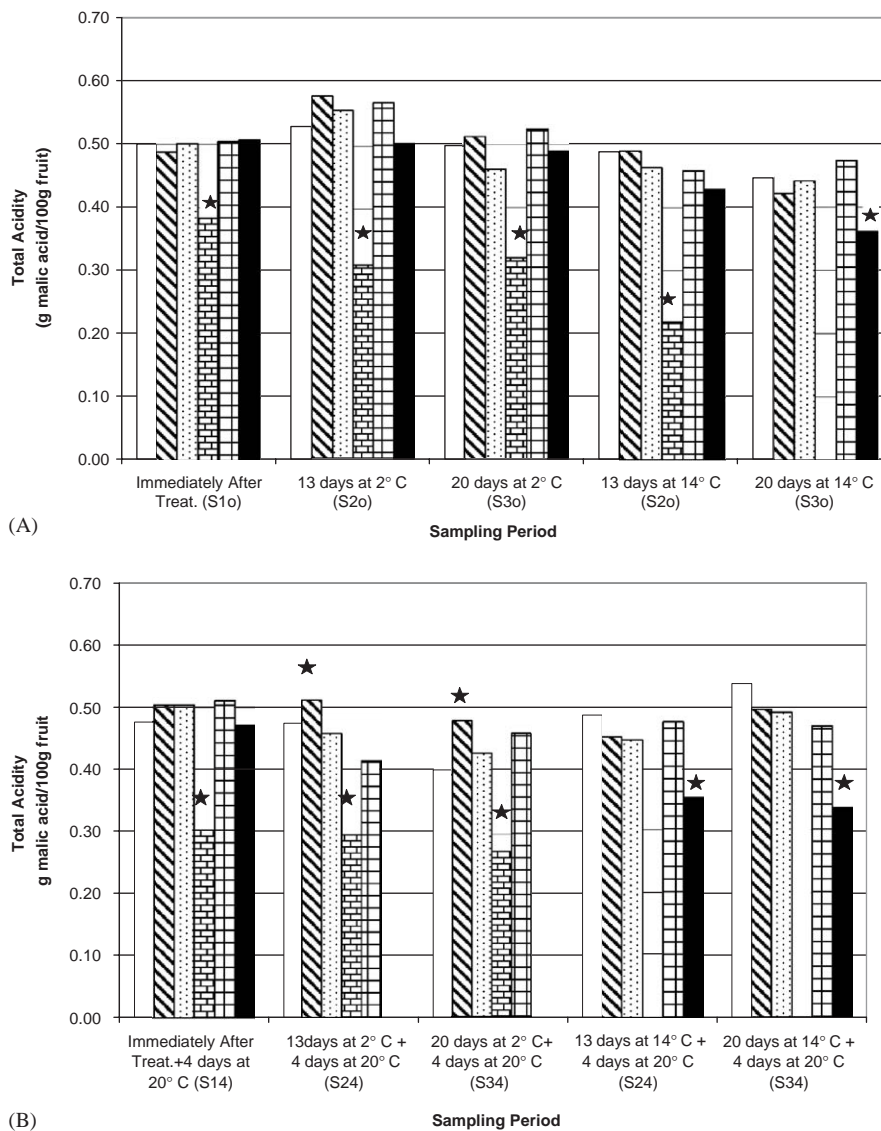 0.70
0.60
0.50
0.40
0.30
0.20
0.10
0.00
Total Acidity
(g malic acid/100g fruit)
Immediately After
Treat. (S1o)
13 days at 2° C
(S2o)
20 days at 2° C
(S3o)
13 days at 14° C
(S2o)
20 days at 14° C
(S3o)
(A)
Sampling Period
0.70
0.60
0.50
0.40
0.30
0.20
0.10
0.00
Total Acidity
g malic acid/100g fruit
Immediately After
Treat.+4 days at
20° C (S14)
13days at 2° C +
4 days at 20° C
(S24)
20 days at 2° C+
4 days at 20° C
(S34)
13 days at 14° C +
4 days at 20° C
(S24)
20 days at 14° C +
4 days at 20° C
(S34)
(B)
Sampling Period